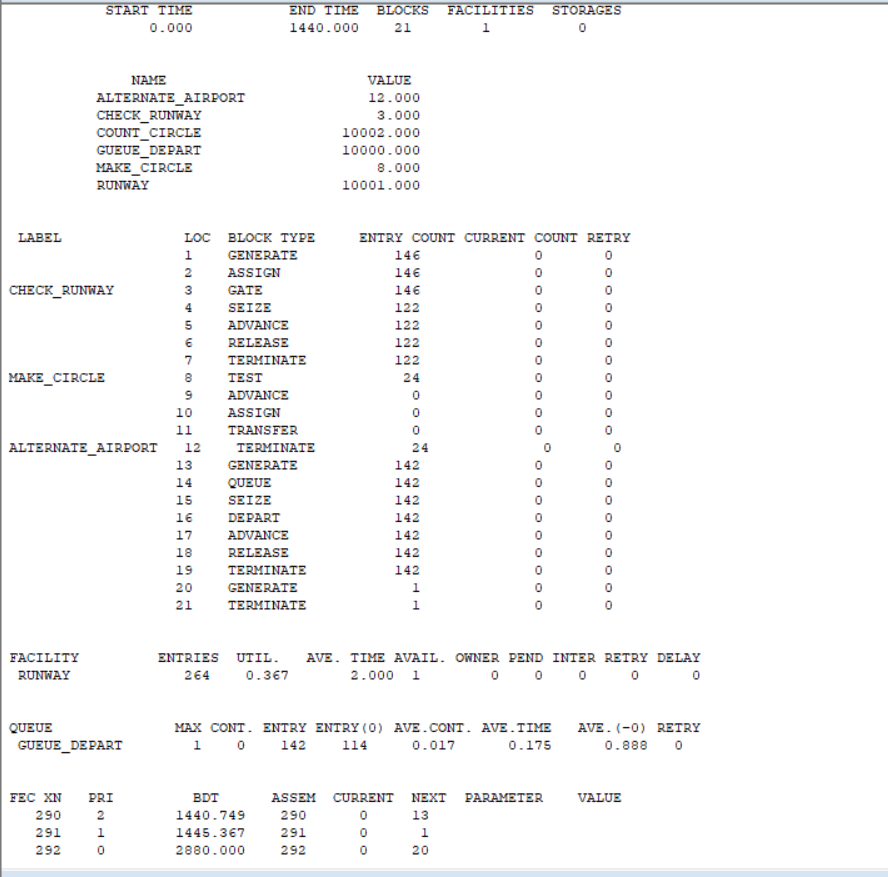 START TIME END TIME BLOCKS FACILITIES STORAGES
0.000 1440.000 21 1 0
NAME VALUE
ALTERNATE_AIRPORT 12.000
CHECK_RUNWAY 3.000
COUNT_CIRCLE 10002.000
GUEUE_DEPART 10000.000
MAKE_CIRCLE 8.000
RUNWAY 10001.000
LABEL LOC BLOCK TYPE ENTRY COUNT CURRENT COUNT RETRY
1 GENERATE 146 0 0
2 ASSIGN 146 0 0
CHECK_RUNWAY 3 GATE 146 0 0
4 SEIZE 122 0 0
5 ADVANCE 122 0 0
6 RELEASE 122 0 0
7 TERMINATE 122 0 0
MAKE_CIRCLE 8 TEST 24 0 0
9 ADVANCE 0 0 0
10 ASSIGN 0 0 0
11 TRANSFER 0 0 0
ALTERNATE_AIRPORT 12 TERMINATE 24 0 0
13 GENERATE 142 0 0
14 QUEUE 142 0 0
15 SEIZE 142 0 0
16 DEPART 142 0 0
17 ADVANCE 142 0 0
18 RELEASE 142 0 0
19 TERMINATE 142 0 0
20 GENERATE 1 0 0
21 TERMINATE 1 0 0
FACILITY ENTRIES UTIL. AVE. TIME AVAIL. OWNER PEND INTER RETRY DELAY
RUNWAY 264 0.367 2.000 1 0 0 0 0 0
QUEUE MAX CONT. ENTRY ENTRY(0) AVE.CONT. AVE.TIME AVE.(-0) RETRY
GUEUE_DEPART 1 0 142 114 0.017 0.175 0.888 0
FEC XN PRI BDT ASSEM CURRENT NEXT PARAMETER VALUE
290 2 1440.749 290 0 13
291 1 1445.367 291 0 1
292 0 2880.000 292 0 20